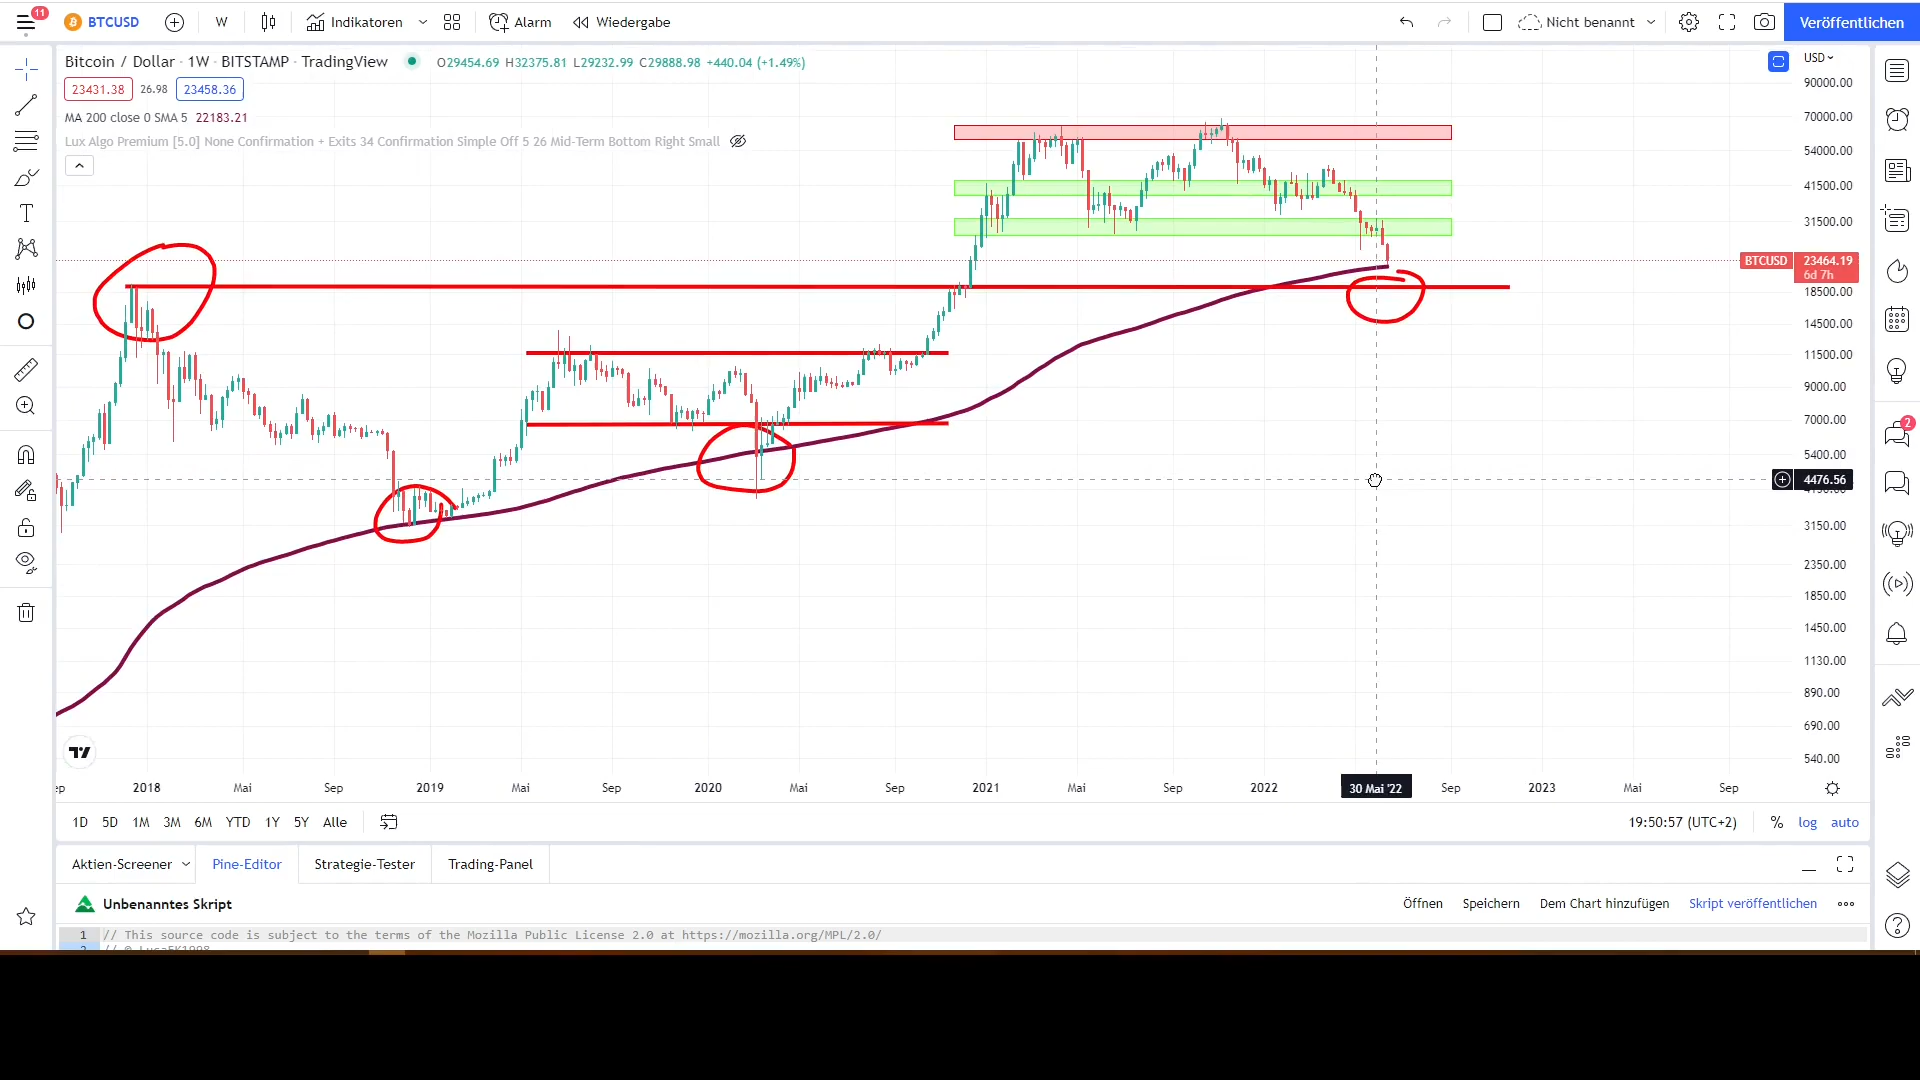 11 BTCUSD W Indikatoren Alarm Wiedergabe Nicht benannt Veröffentlichen
Bitcoin / Dollar · 1W · BITSTAMP · TradingView O29454.69 H32375.81 L29232.99 C29888.98 +440.04 (+1.49%)
USD
23431.38 26.98 23458.36
MA 200 close 0 SMA 5 22183.21
Lux Algo Premium [5.0] None Confirmation + Exits 34 Confirmation Simple Off 5 26 Mid-Term Bottom Right Small
90000.00
70000.00
54000.00
41500.00
31500.00
BTCUSD 23464.19
6d 7h
18500.00
14500.00
11500.00
9000.00
7000.00
2
5400.00
4476.56
3150.00
2350.00
1850.00
1450.00
1130.00
890.00
690.00
540.00
2018 Mai Sep 2019 Mai Sep 2020 Mai Sep 2021 Mai Sep 2022 30 Mai '22 Sep 2023 Mai Sep
1D 5D 1M 3M 6M YTD 1Y 5Y Alle 19:50:57 (UTC+2) % log auto
Aktien-Screener Pine-Editor Strategie-Tester Trading-Panel
Unbenanntes Skript Öffnen Speichern Dem Chart hinzufügen Skript veröffentlichen
1 // This source code is subject to the terms of the Mozilla Public License 2.0 at https://mozilla.org/MPL/2.0/